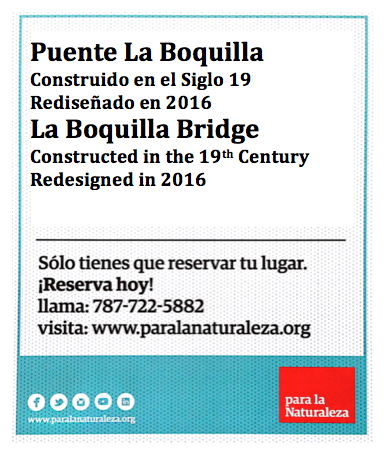 Puente La Boquilla
Construido en el Siglo 19
Rediseñado en 2016
La Boquilla Bridge
Constructed in the 19th Century
Redesigned in 2016
Sólo tienes que reservar tu lugar.
¡Reserva hoy!
llama: 787-722-5882
visita: www.paralanaturaleza.org
www.paralanaturaleza.org
para la
Naturaleza